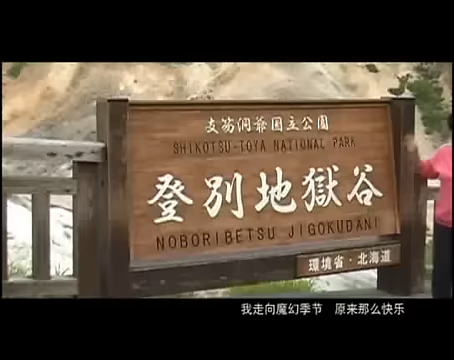 支笏洞爺国立公園
SHIKOTSU-TOYA NATIONAL PARK
登別地獄谷
NOBORIBETSU JIGOKUDANI
環境省・北海道
我走向魔幻季节 原来那么快乐